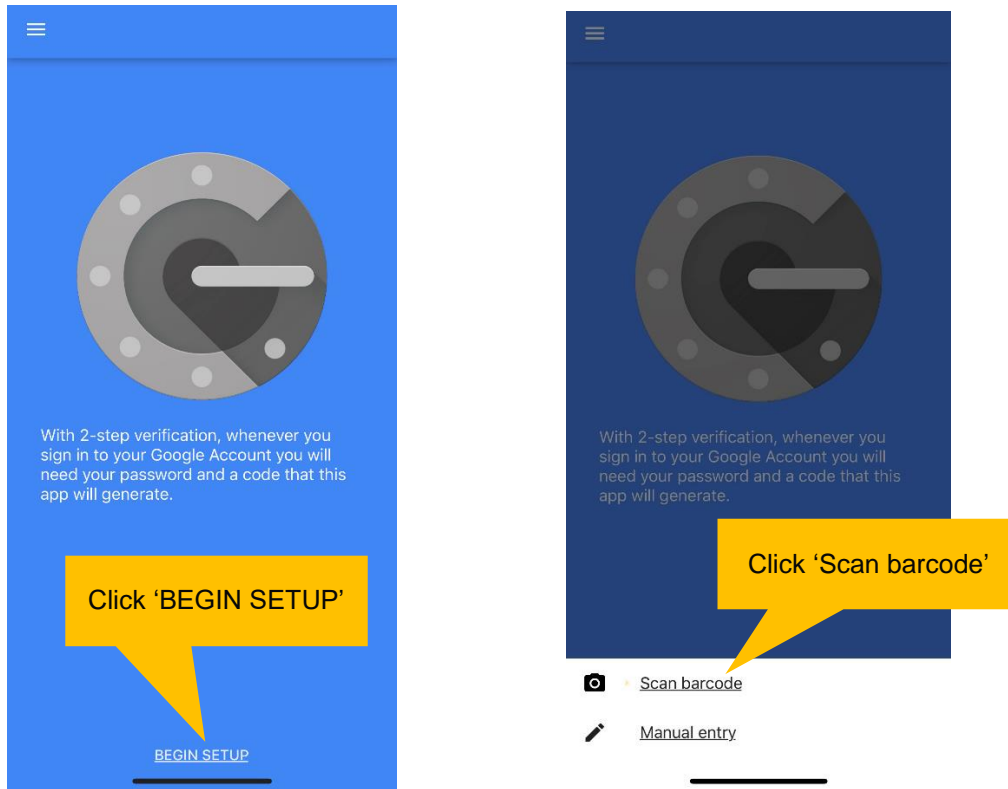 With 2-step verification, whenever you
sign in to your Google Account you will
need your password and a code that this
app will generate.
Click ‘BEGIN SETUP’
BEGIN SETUP
With 2-step verification, whenever you
sign in to your Google Account you will
need your password and a code that this
app will generate.
Click ‘Scan barcode’
Scan barcode
Manual entry